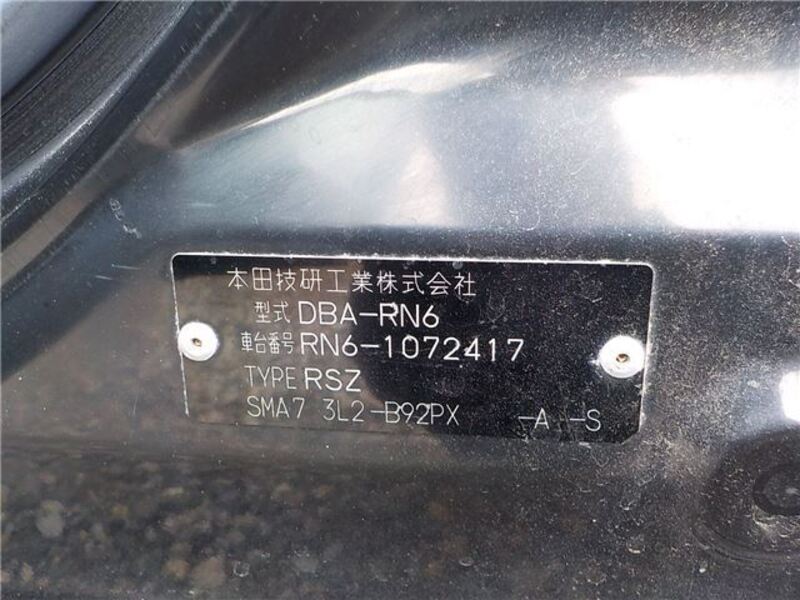 本田技研工業株式会社
型式 DBA-RN6
車台番号 RN6-1072417
TYPE RSZ
SMA7 3L2-B92PX -A -S